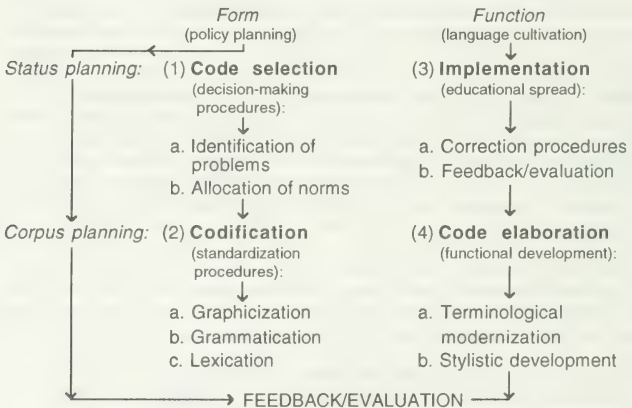 Form Function
(policy planning) (language cultivation)
Status planning: (1) Code selection (3) Implementation
(decision-making (educational spread):
procedures):
a. Identification of a. Correction procedures
problems b. Feedback/evaluation
b. Allocation of norms
Corpus planning: (2) Codification (4) Code elaboration
(standardization (functional development):
procedures):
a. Graphicization a. Terminological
b. Grammatication modernization
c. Lexication b. Stylistic development
FEEDBACK/EVALUATION